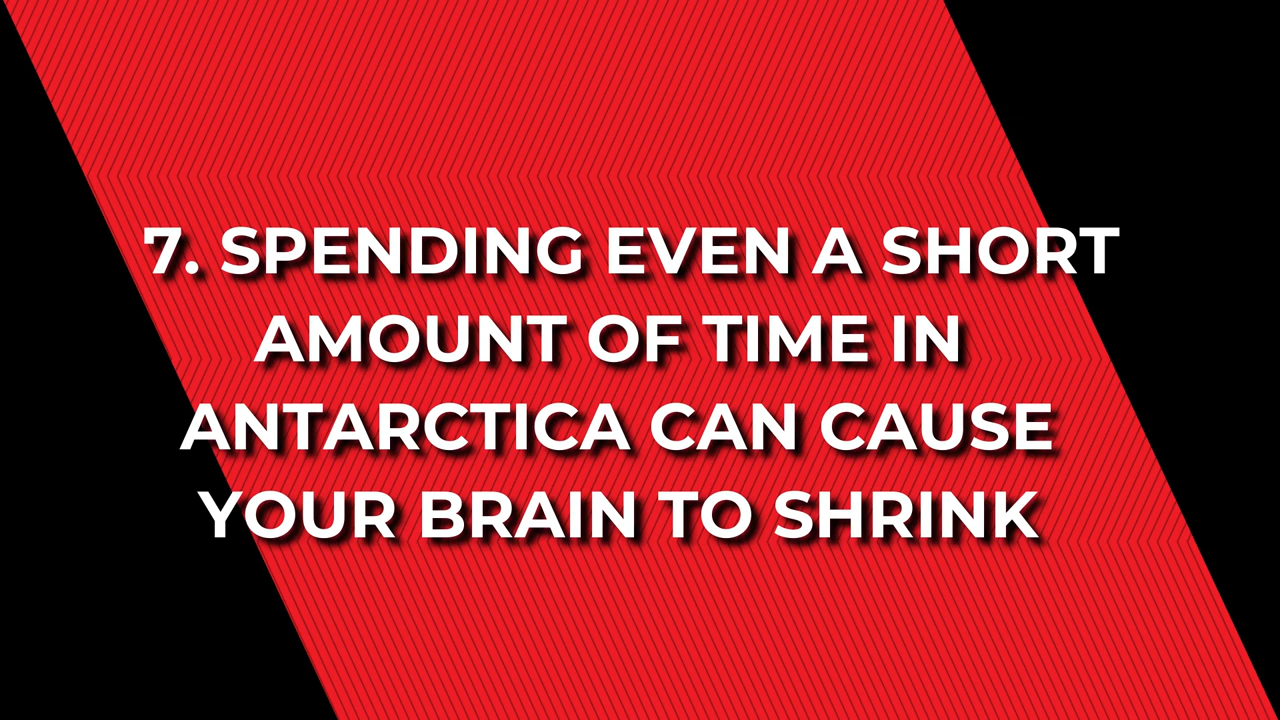 7. SPENDING EVEN A SHORT
AMOUNT OF TIME IN
ANTARCTICA CAN CAUSE
YOUR BRAIN TO SHRINK